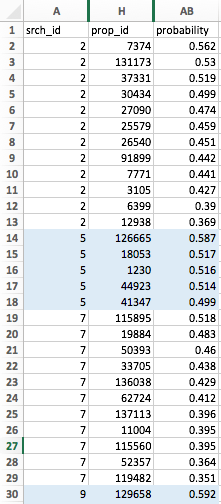 A H AB
1 srch_id prop_id probability
2 2 7374 0.562
3 2 131173 0.53
4 2 37331 0.519
5 2 30434 0.499
6 2 27090 0.474
7 2 25579 0.459
8 2 26540 0.451
9 2 91899 0.442
10 2 7771 0.441
11 2 3105 0.427
12 2 6399 0.39
13 2 12938 0.369
14 5 126665 0.587
15 5 18053 0.517
16 5 1230 0.516
17 5 44923 0.514
18 5 41347 0.499
19 7 115895 0.518
20 7 19884 0.483
21 7 50393 0.46
22 7 33705 0.438
23 7 136038 0.429
24 7 62724 0.412
25 7 137113 0.396
26 7 11004 0.395
27 7 115560 0.395
28 7 52357 0.364
29 7 119482 0.351
30 9 129658 0.592